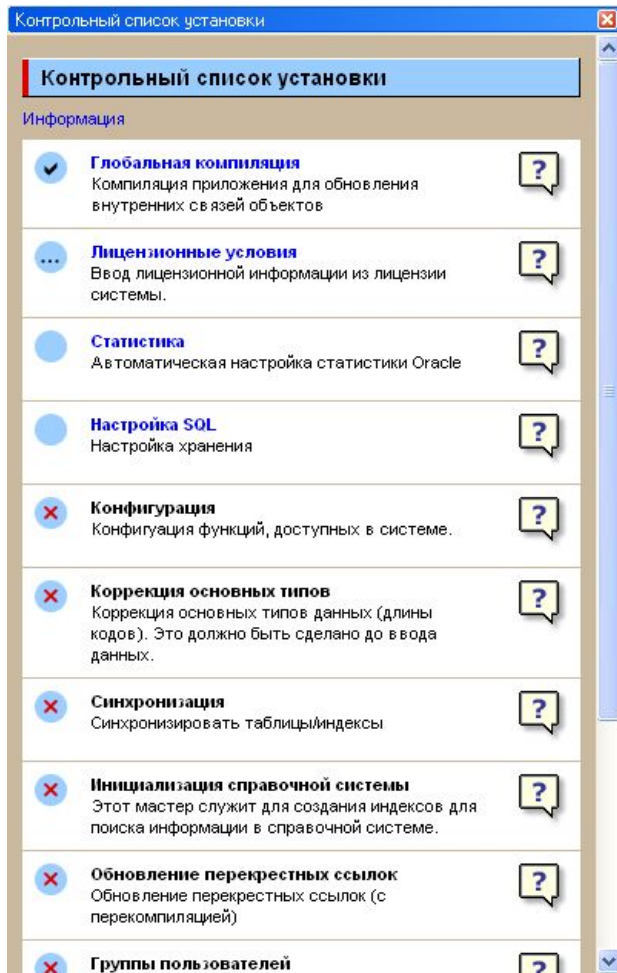 Контрольный список установки
Контрольный список установки
Информация
Глобальная компиляция
Компиляция приложения для обновления
внутренних связей объектов
?
...
Лицензионные условия
Ввод лицензионной информации из лицензии
системы.
?
Статистика
Автоматическая настройка статистики Oracle
?
Настройка SQL
Настройка хранения
?
Конфигурация
Конфигуация функций, доступных в системе.
?
Коррекция основных типов
Коррекция основных типов данных (длины
кодов). Это должно быть сделано до ввода
данных.
?
Синхронизация
Синхронизировать таблицы/индексы
?
Инициализация справочной системы
Этот мастер служит для создания индексов для
поиска информации в справочной системе.
?
Обновление перекрестных ссылок
Обновление перекрестных ссылок (с
перекомпиляцией)
?
Группы пользователей
?